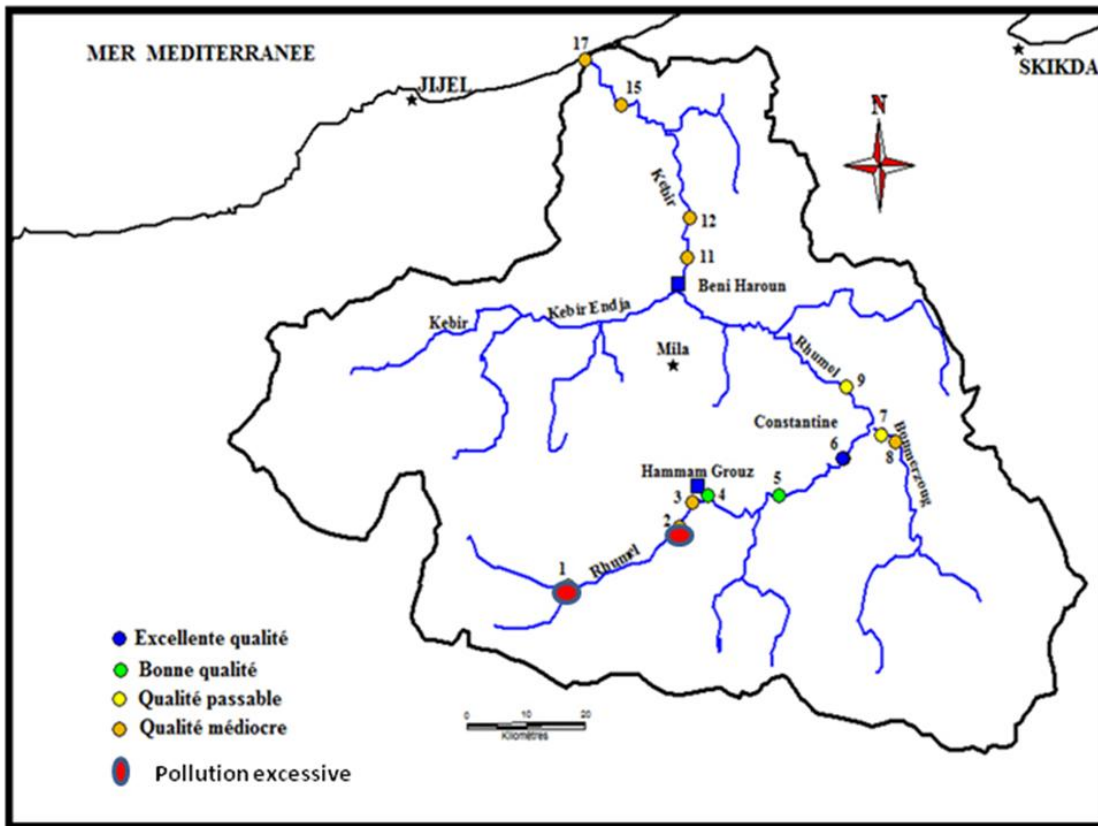 17
MER MEDITERRANEE
SKIKDA
JIJEL
15
N
Kebir
12
11
Beni Haroun
Kebir Endja
Kebir
Mila
Rhumel
9
Constantine
7
Boumerzoug
6
8
Hammam Grouz
5
3
4
2
Rhumel
1
Excellente qualité
Bonne qualité
Qualité passable
Qualité médiocre
0 10 20
Kilomètres
Pollution excessive